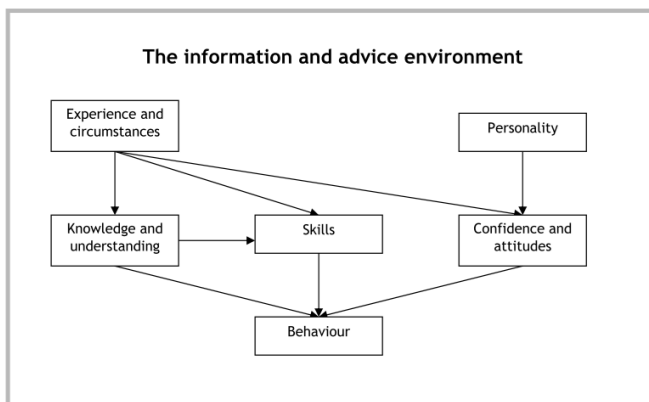 The information and advice environment
Experience and
circumstances
Personality
Knowledge and
understanding
Skills
Confidence and
attitudes
Behaviour